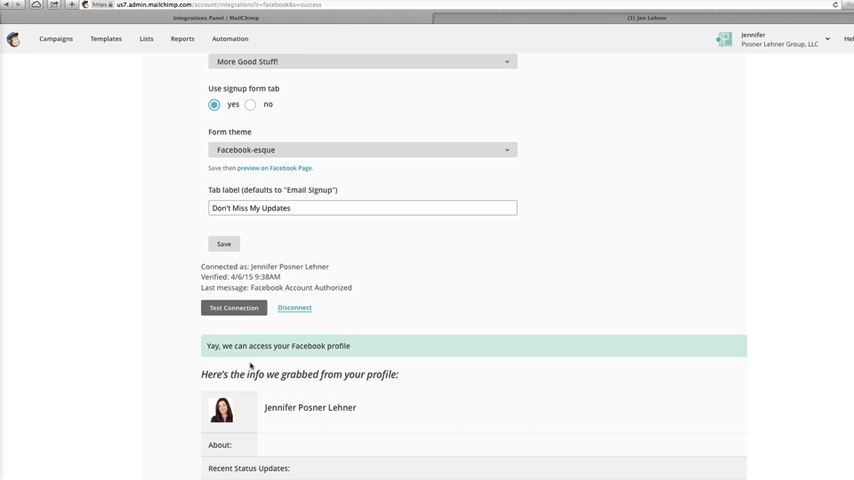 https us7.admin.mailchimp.com/account/integrations?t=facebook&s=success
Integrations Panel | MailChimp
(1) Jen Lehner
Campaigns Templates Lists Reports Automation
Jennifer
Posner Lehner Group, LLC
Hel
More Good Stuff!
Use signup form tab
yes no
Form theme
Facebook-esque
Save then preview on Facebook Page.
Tab label (defaults to "Email Signup")
Don't Miss My Updates
Save
Connected as: Jennifer Posner Lehner
Verified: 4/6/15 9:38AM
Last message: Facebook Account Authorized
Test Connection Disconnect
Yay, we can access your Facebook profile
Here's the info we grabbed from your profile:
Jennifer Posner Lehner
About:
Recent Status Updates: